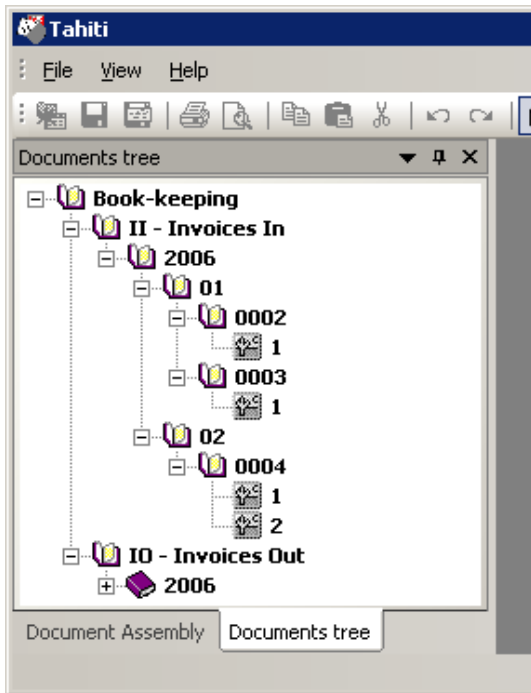 Tahiti
File View Help
Documents tree
Book-keeping
II - Invoices In
2006
01
0002
1
0003
1
02
0004
1
2
IO - Invoices Out
2006
Document Assembly Documents tree